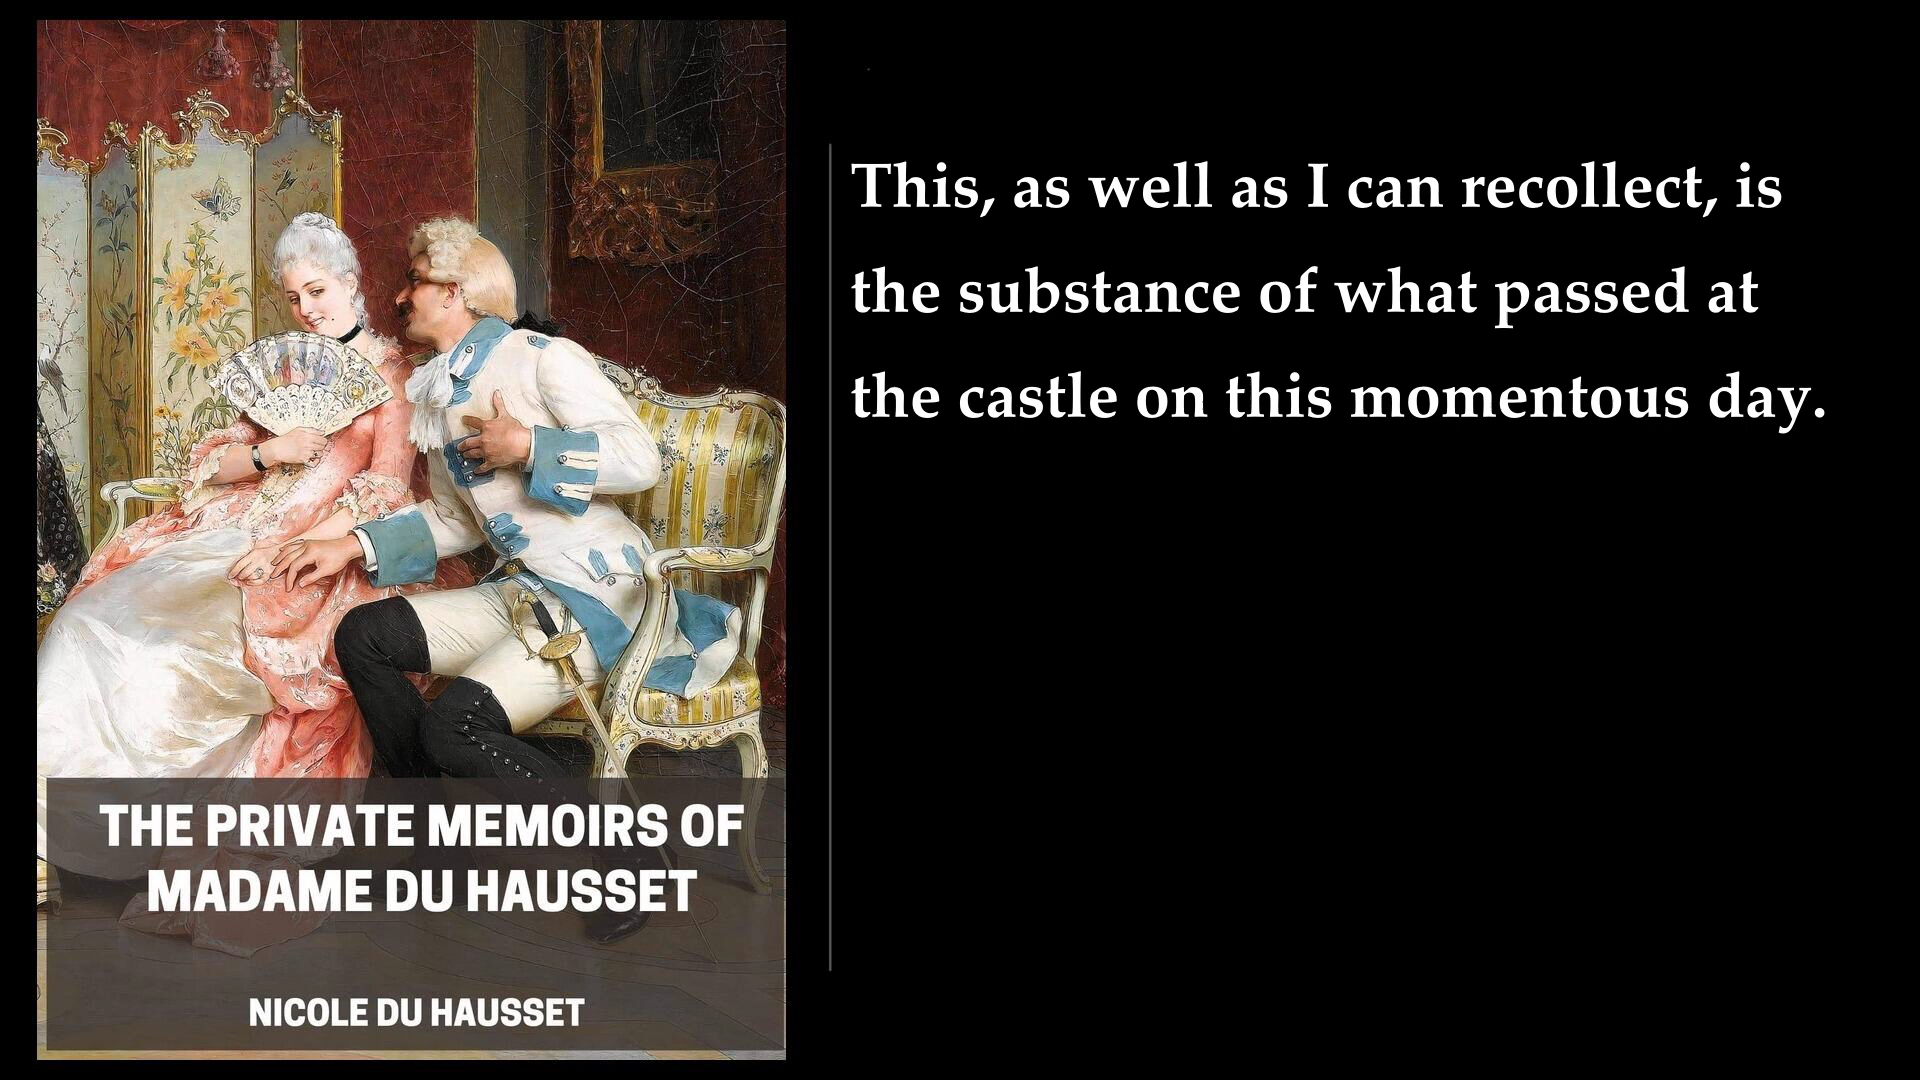 This, as well as I can recollect, is
the substance of what passed at
the castle on this momentous day.
THE PRIVATE MEMOIRS OF
MADAME DU HAUSSET
NICOLE DU HAUSSET